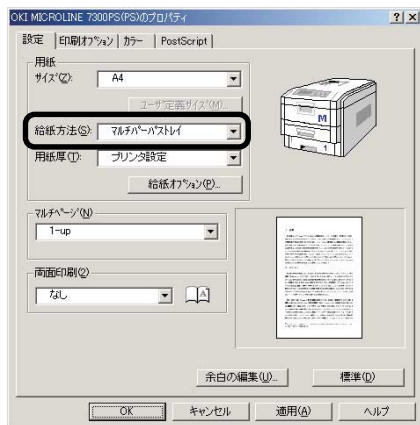 OKI MICROLINE 7300PS(PS)のプロパティ
設定 印刷オプション カラー PostScript
用紙
サイズ(Z): A4
ユーザ定義サイズ(M)...
給紙方法(S): マルチパーパストレイ
用紙厚(T): プリンタ設定
給紙オプション(P)...
M
1
マルチページ(N)
1-up
両面印刷(2)
なし
A
余白の編集(U)... 標準(D)
OK キャンセル 適用(A) ヘルプ